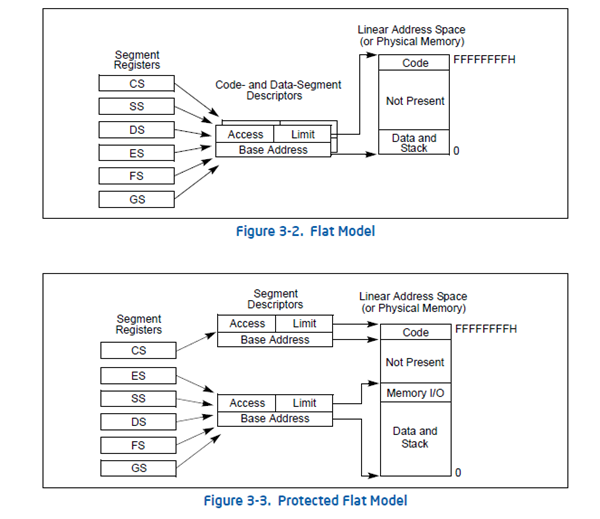 Linear Address Space
(or Physical Memory)
Segment
Registers
Code
FFFFFFFFH
CS
Code- and Data-Segment
Descriptors
SS
Not Present
DS
Access
Limit
ES
Base Address
Data and
Stack
0
FS
GS
Figure 3-2. Flat Model
Segment
Descriptors
Linear Address Space
(or Physical Memory)
Segment
Registers
Access
Limit
Code
FFFFFFFFH
Base Address
CS
Not Present
ES
Memory I/O
SS
Access
Limit
DS
Base Address
Data and
Stack
FS
GS
0
Figure 3-3. Protected Flat Model